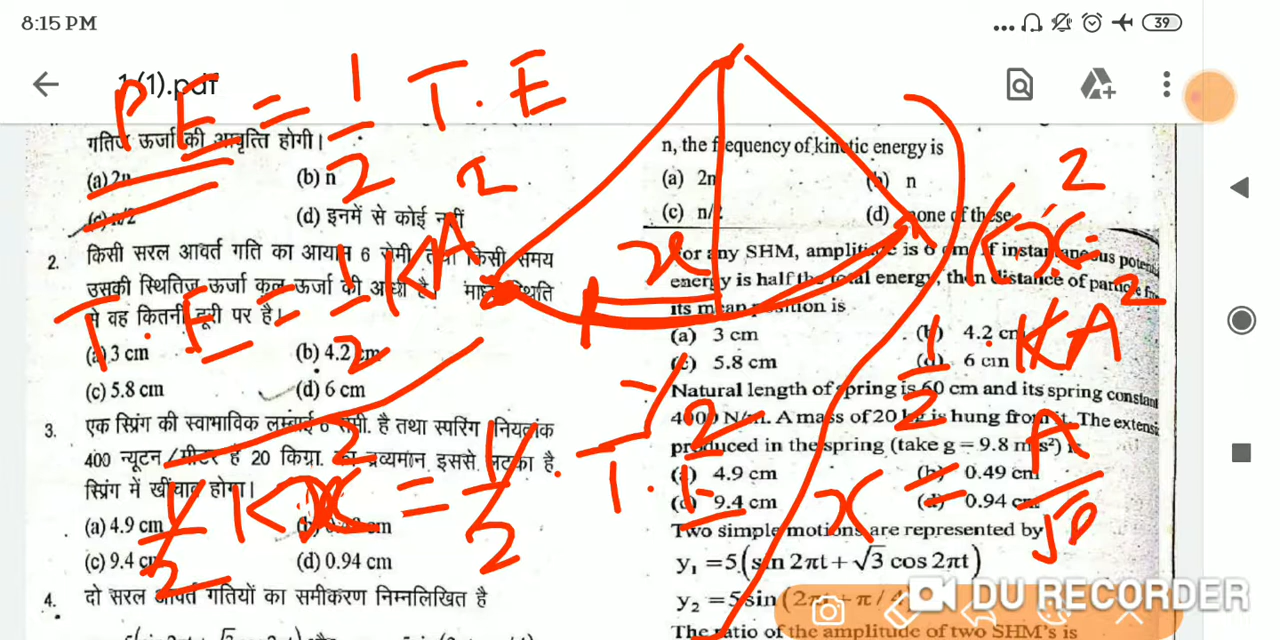 8:15 PM
39
1 (1).pdf
PE = 1/2 T.E
गतिज ऊर्जा की आवृत्ति होगी।
(a) 2n (b) n
(c) n/2 (d) इनमें से कोई नहीं
2. किसी सरल आवर्त गति का आयाम 6 सेमी तथा किसी समय
उसकी स्थितिज ऊर्जा कुल ऊर्जा की आधी है। माध्य स्थिति
से वह कितनी दूरी पर है।
(a) 3 cm (b) 4.2 cm
(c) 5.8 cm (d) 6 cm
T.E = 1/2 KA2
3. एक स्प्रिंग की स्वाभाविक लम्बाई 6 सेमी. है तथा स्परिंग नियतांक
400 न्यूटन/मीटर है 20 किग्रा. का द्रव्यमान इससे लटका है.
स्प्रिंग में खींचाव होगा।
(a) 4.9 cm
(c) 9.4 cm (d) 0.94 cm
1/2 Kx2 = 1/2 . T.E
4. दो सरल आवर्त गतियों का समीकरण निम्नलिखित है
n, the frequency of kinetic energy is
(a) 2n (b) n
(c) n/2 (d) none of these
For any SHM, amplitude is 6 cm. If instantaneous
energy is half the total energy, then distance of particle
its mean position is
(a) 3 cm (b) 4.2 cm
(c) 5.8 cm (d) 6 cm
x
Kx2
1/2 . KA2
Natural length of spring is 60 cm and its spring constant
4000 N/m. A mass of 20 kg is hung from it. The
produced in the spring (take g = 9.8 m/s²) is
(a) 4.9 cm (b) 0.49 cm
(c) 9.4 cm (d) 0.94 cm
x = A/√2
Two simple motions are represented by
y₁ = 5(sin 2πt + √3 cos 2πt)
y₂ = 5sin(2πt + π / 4)
The ratio of the amplitude of two SHM's is
DU RECORDER